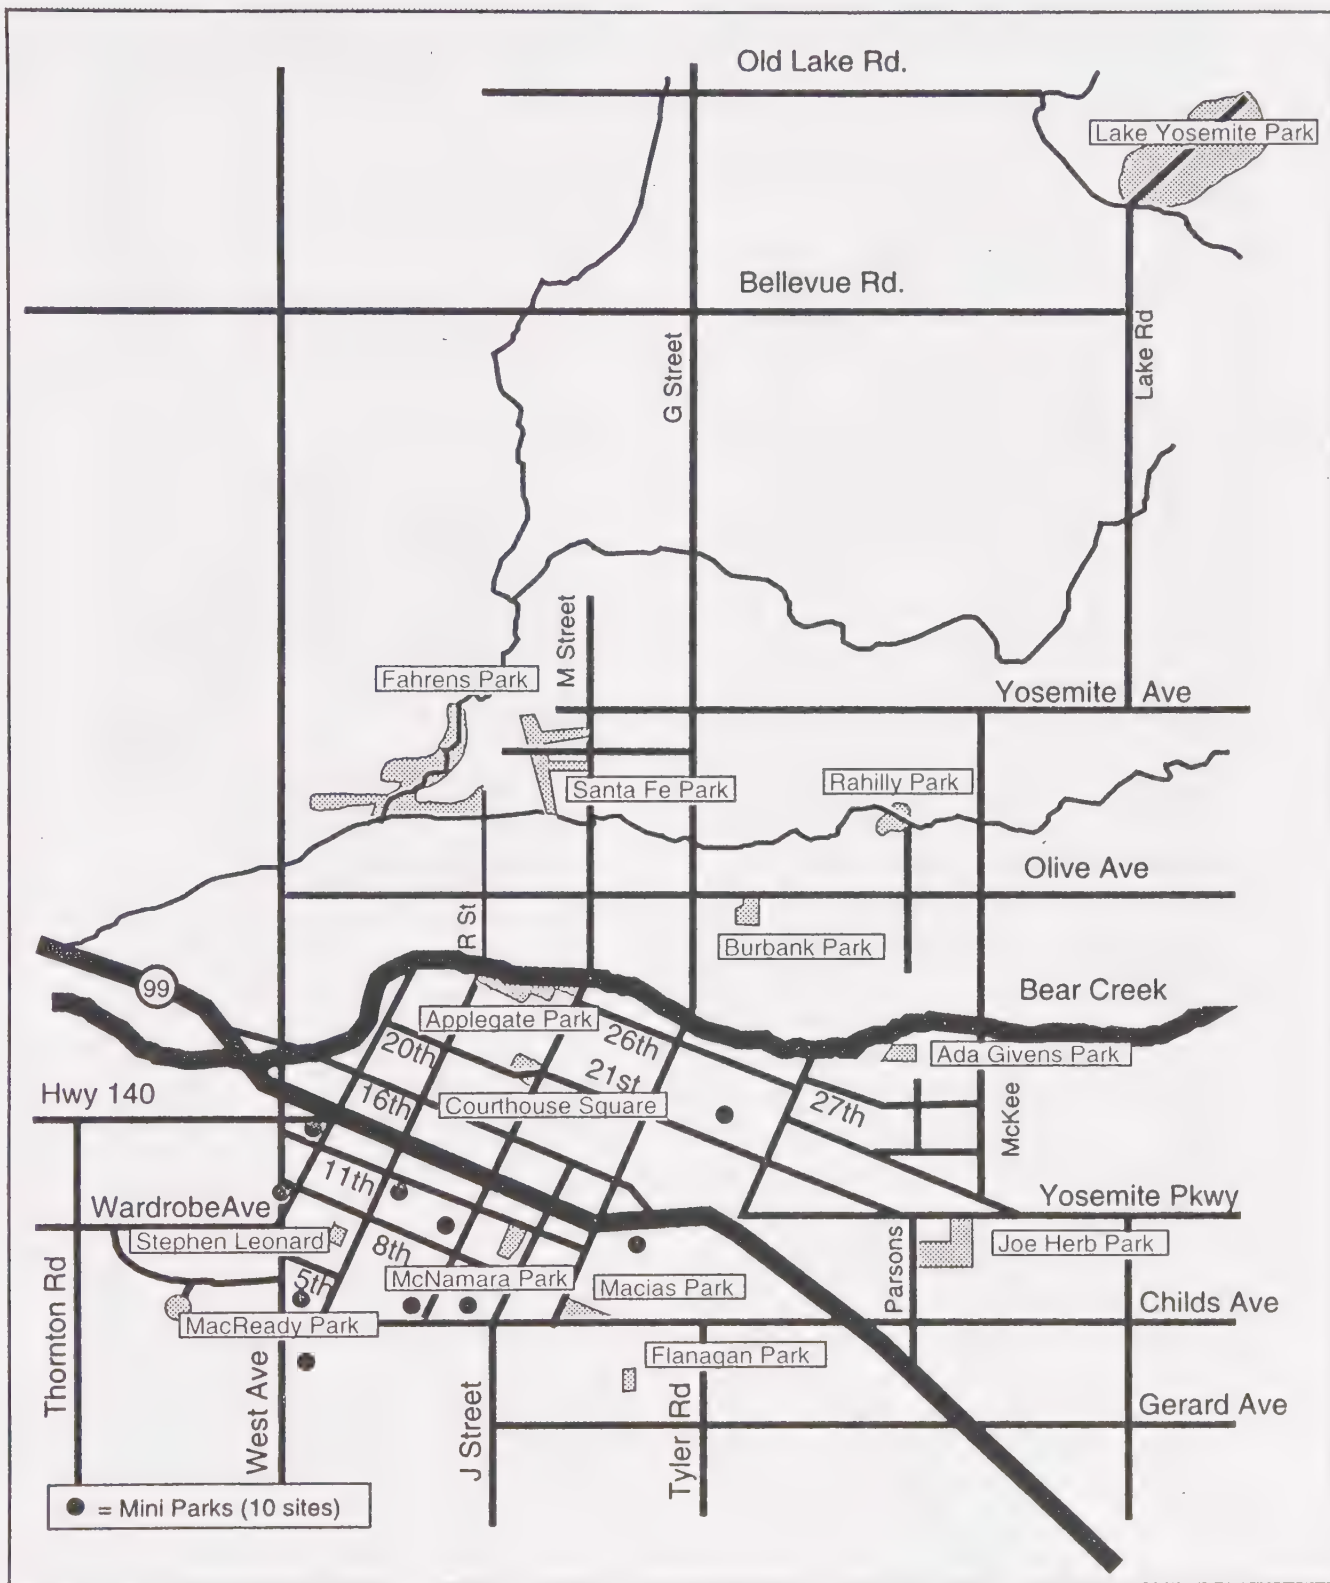 Old Lake Rd.
Lake Yosemite Park
Bellevue Rd.
G Street
Lake Rd
M Street
Fahrens Park
Yosemite Ave
Santa Fe Park
Rahilly Park
Olive Ave
R St
Burbank Park
99
Bear Creek
Applegate Park
26th
20th
Ada Givens Park
21st
Hwy 140
16th
Courthouse Square
27th
McKee
11th
WardrobeAve
Yosemite Pkwy
Stephen Leonard
8th
Parsons
Joe Herb Park
McNamara Park
5th
Macias Park
Thornton Rd
Childs Ave
MacReady Park
Flanagan Park
West Ave
J Street
Tyler Rd
Gerard Ave
= Mini Parks (10 sites)